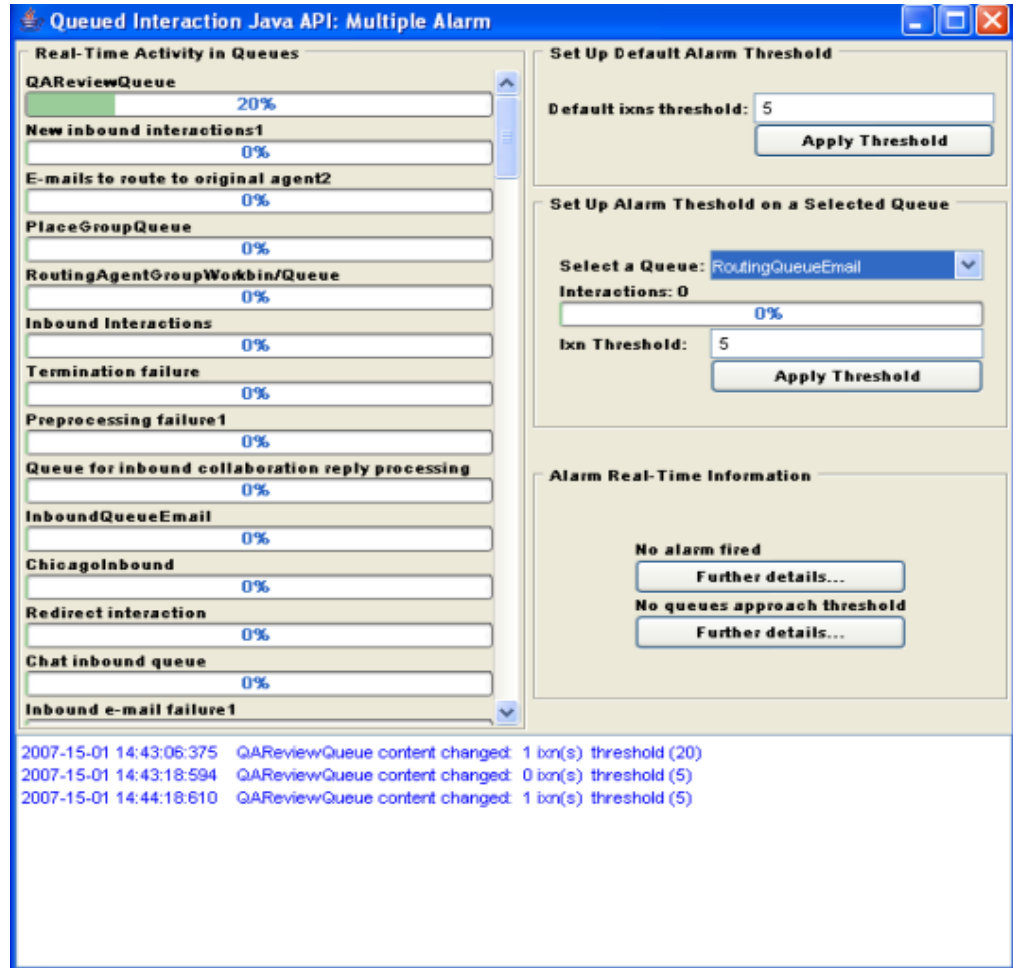 Queued Interaction Java API: Multiple Alarm
Real-Time Activity in Queues
QAReviewQueue
20%
New inbound interactions1
0%
E-mails to route to original agent2
0%
PlaceGroupQueue
0%
RoutingAgentGroupWorkbin/Queue
0%
Inbound Interactions
0%
Termination failure
0%
Preprocessing failure1
0%
Queue for inbound collaboration reply processing
0%
InboundQueueEmail
0%
ChicagoInbound
0%
Redirect interaction
0%
Chat inbound queue
0%
Inbound e-mail failure1
Set Up Default Alarm Threshold
Default ixns threshold: 5
Apply Threshold
Set Up Alarm Theshold on a Selected Queue
Select a Queue: RoutingQueueEmail
Interactions: 0
0%
Ixn Threshold: 5
Apply Threshold
Alarm Real-Time Information
No alarm fired
Further details...
No queues approach threshold
Further details...
2007-15-01 14:43:06:375 QAReviewQueue content changed: 1 ixn(s) threshold (20)
2007-15-01 14:43:18:594 QAReviewQueue content changed: 0 ixn(s) threshold (5)
2007-15-01 14:44:18:610 QAReviewQueue content changed: 1 ixn(s) threshold (5)